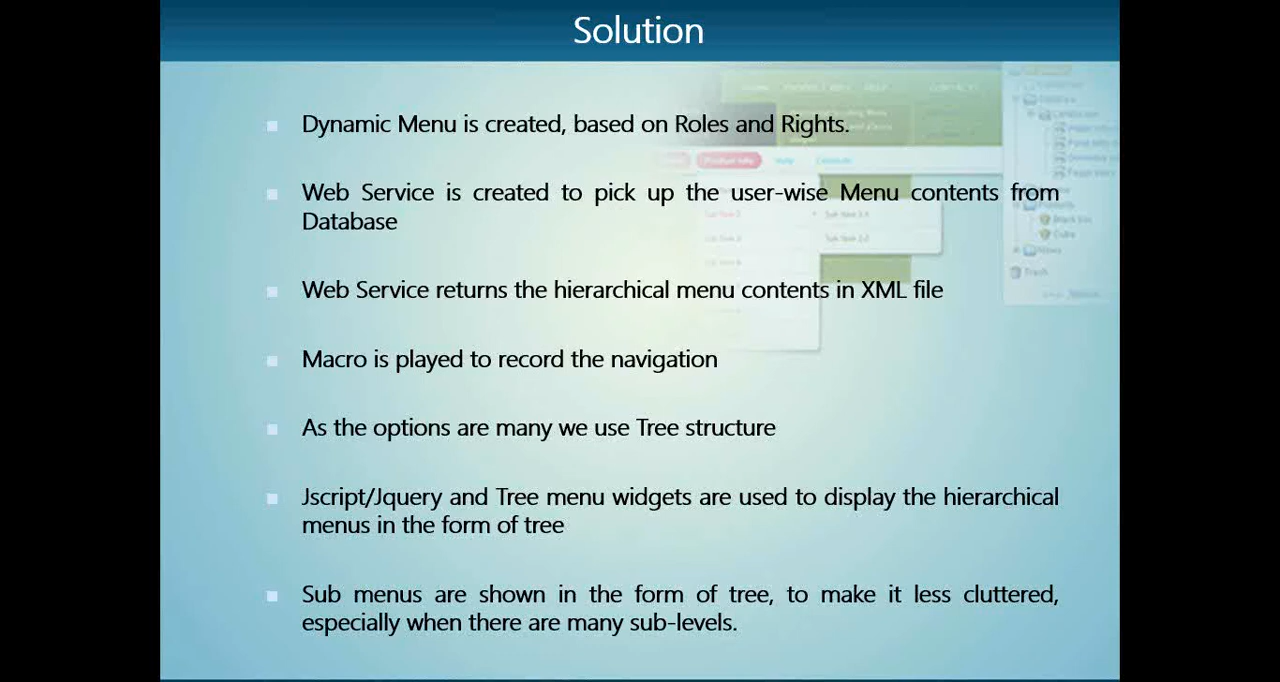 Solution
Dynamic Menu is created, based on Roles and Rights.
Web Service is created to pick up the user-wise Menu contents from
Database
Web Service returns the hierarchical menu contents in XML file
Macro is played to record the navigation
As the options are many we use Tree structure
Jscript/Jquery and Tree menu widgets are used to display the hierarchical
menus in the form of tree
Sub menus are shown in the form of tree, to make it less cluttered,
especially when there are many sub-levels.